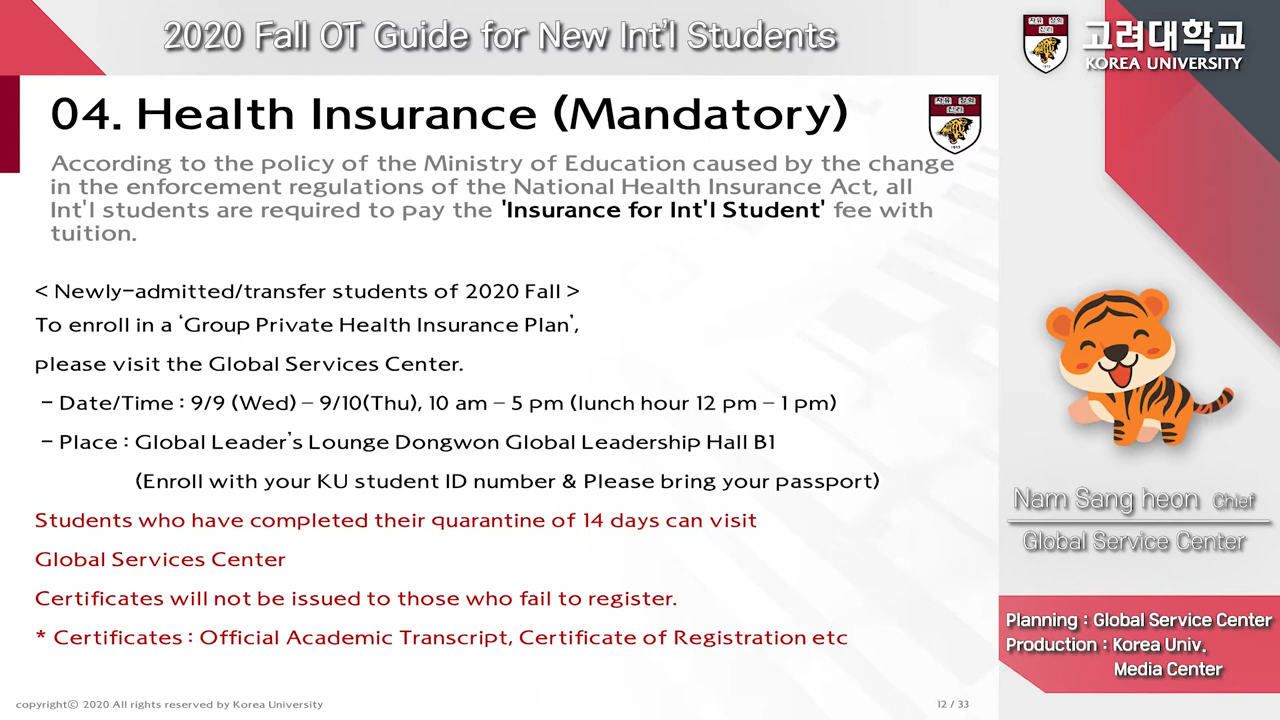 2020 Fall OT Guide for New Int'l Students
고려대학교
KOREA UNIVERSITY
04. Health Insurance (Mandatory)
According to the policy of the Ministry of Education caused by the change
in the enforcement regulations of the National Health Insurance Act, all
Int'l students are required to pay the 'Insurance for Int'l Student' fee with
tuition.
< Newly-admitted/transfer students of 2020 Fall >
To enroll in a ‘Group Private Health Insurance Plan’,
please visit the Global Services Center.
- Date/Time : 9/9 (Wed) – 9/10(Thu), 10 am – 5 pm (lunch hour 12 pm – 1 pm)
- Place : Global Leader’s Lounge Dongwon Global Leadership Hall B1
(Enroll with your KU student ID number & Please bring your passport)
Students who have completed their quarantine of 14 days can visit
Global Services Center
Certificates will not be issued to those who fail to register.
* Certificates : Official Academic Transcript, Certificate of Registration etc
Nam Sang heon Chief
Global Service Center
Planning : Global Service Center
Production : Korea Univ.
Media Center
copyright© 2020 All rights reserved by Korea University
12 / 33